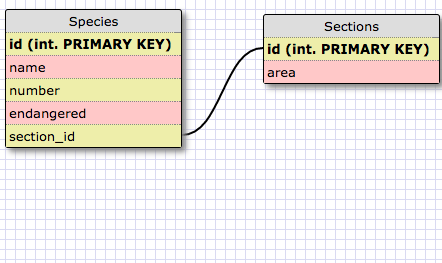 Species
id (int. PRIMARY KEY)
name
number
endangered
section_id
Sections
id (int. PRIMARY KEY)
area